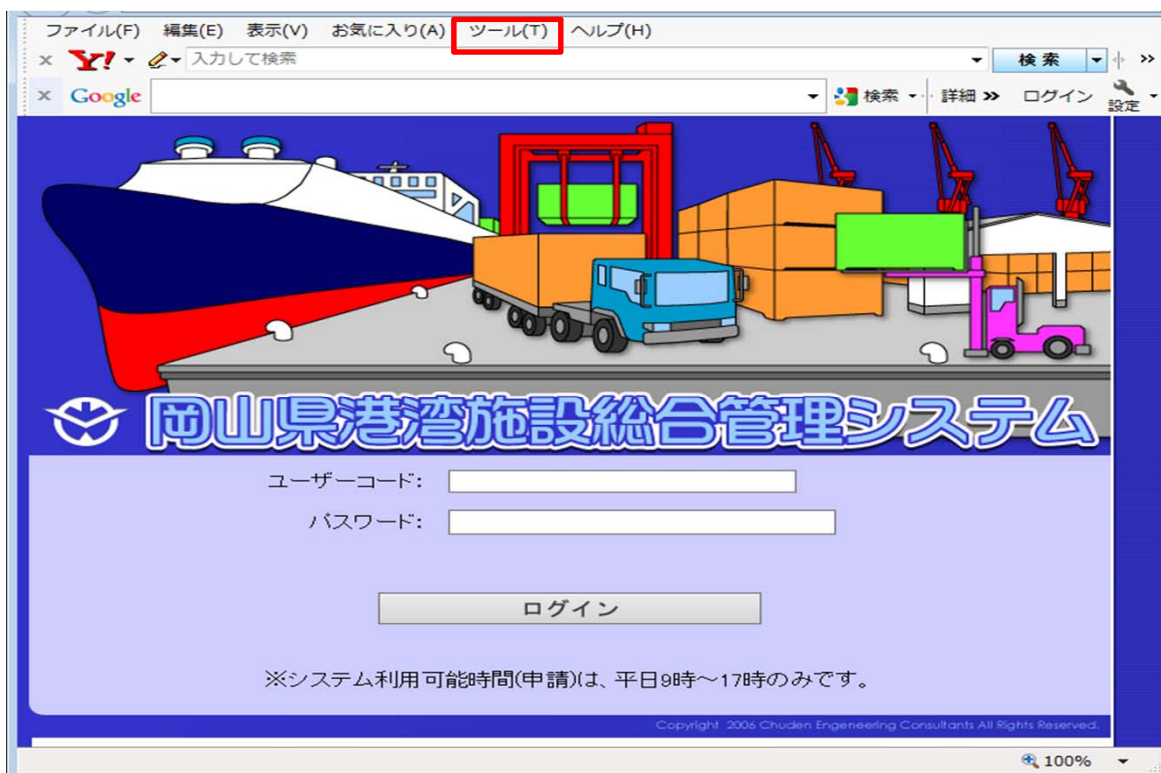 ファイル(F) 編集(E) 表示(V) お気に入り(A) ツール(T) ヘルプ(H)
× Y! 入力して検索 検索 »
× Google 検索 詳細 » ログイン 設定
岡山県港湾施設総合管理システム
ユーザーコード:
パスワード:
ログイン
※システム利用可能時間(申請)は、平日9時～17時のみです。
Copyright 2006 Chuden Engeneering Consultants All Rights Reserved.
100%